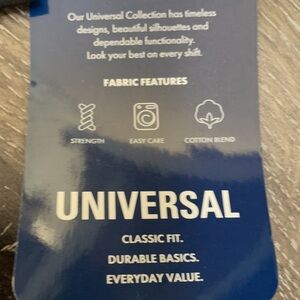 Our Universal Collection has timeless
designs, beautiful silhouettes and
dependable functionality.
Look your best on every shift.
FABRIC FEATURES
STRENGTH EASY CARE COTTON BLEND
UNIVERSAL
CLASSIC FIT.
DURABLE BASICS.
EVERYDAY VALUE.